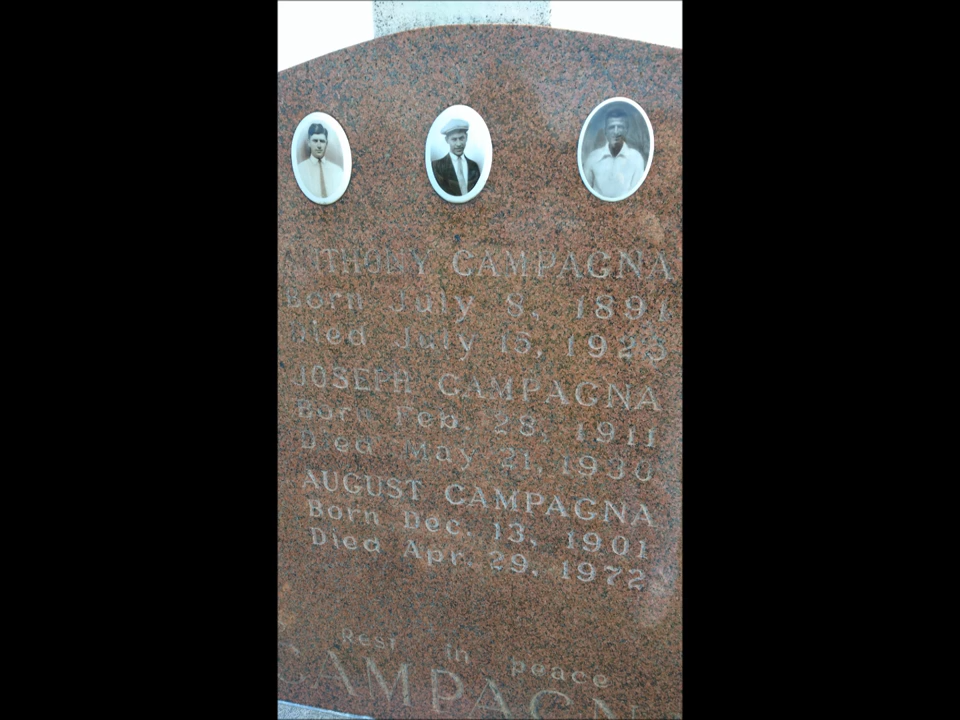 ANTHONY CAMPAGNA
Born July 8, 1891
Died July 15, 1923
JOSEPH CAMPAGNA
Born Feb. 28, 1911
Died May 21, 1930
AUGUST CAMPAGNA
Born Dec. 13, 1901
Died Apr. 29, 1972
Rest in peace
CAMPAGN